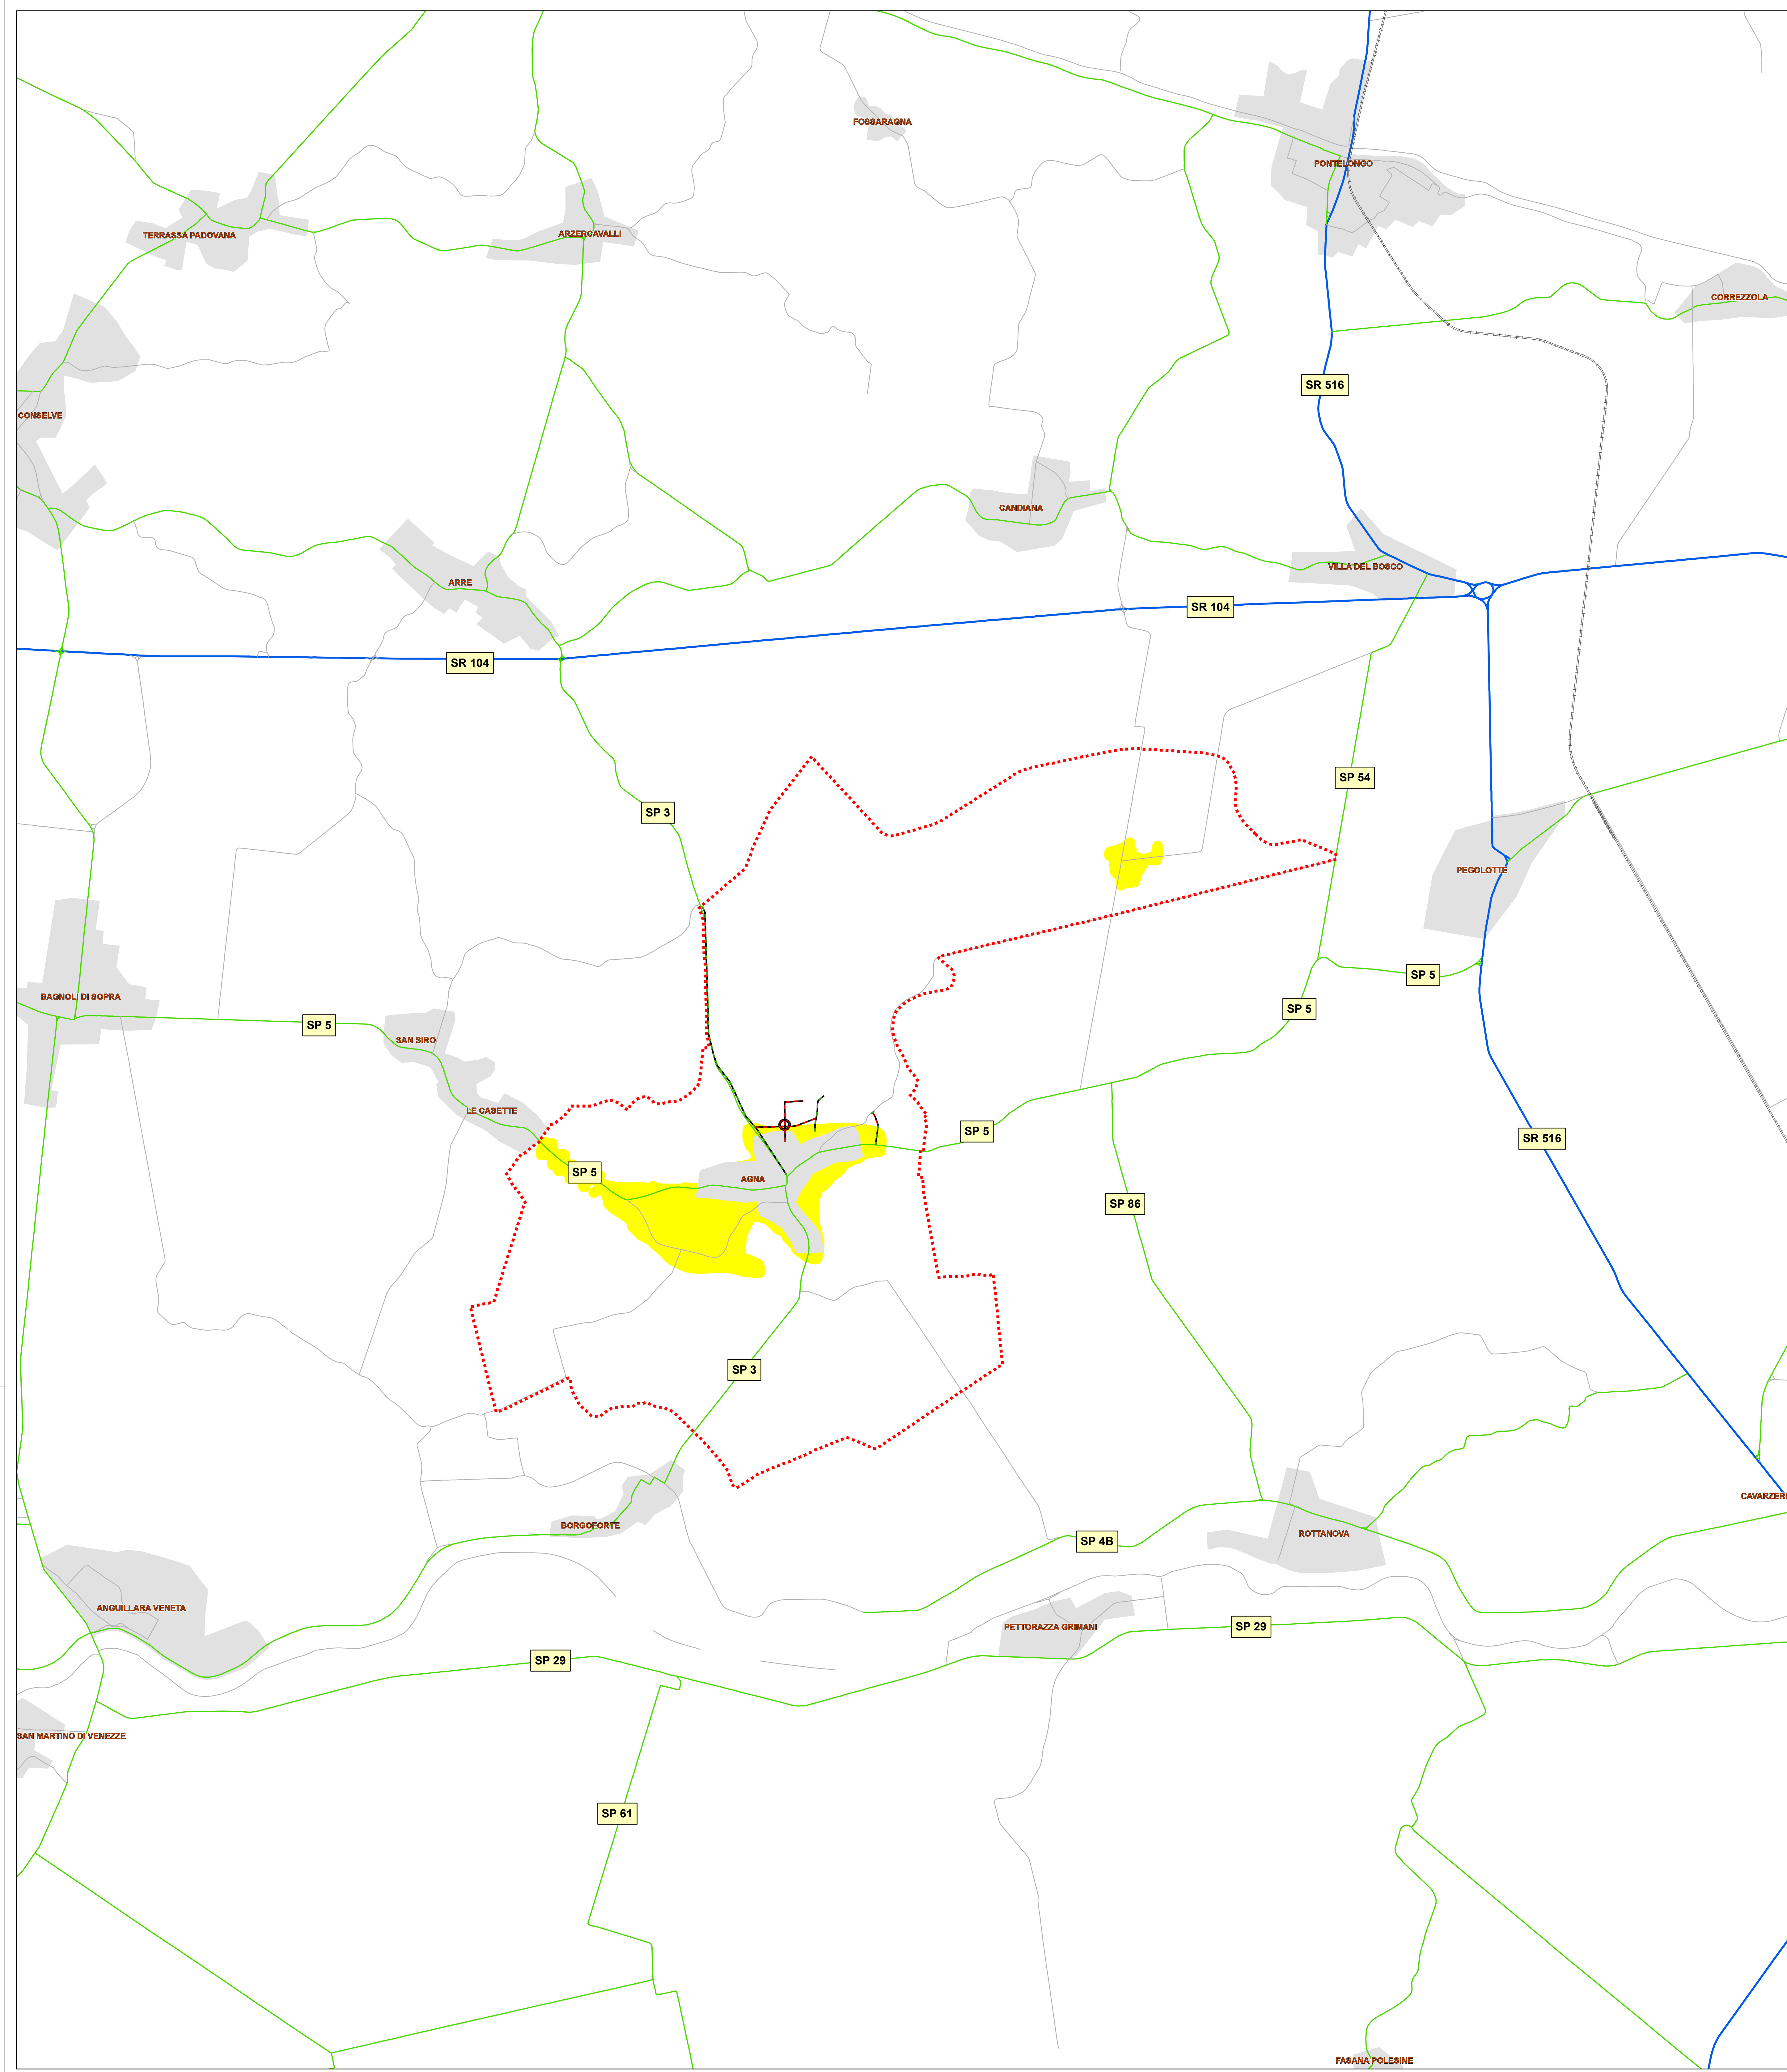 FOSSARAGNA
PONTELONGO
TERRASSA PADOVANA
ARZERCAVALLI
CORREZZOLA
SR 516
CONSELVE
CANDIANA
VILLA DEL BOSCO
ARRE
SR 104
SR 104
SP 54
SP 3
PEGOLOTTE
SP 5
BAGNOLI DI SOPRA
SP 5
SP 5
SAN SIRO
LE CASETTE
SP 5
SR 516
SP 5
AGNA
SP 86
SP 3
CAVARZER
BORGOFORTE
ROTTANOVA
SP 4B
ANGUILLARA VENETA
PETTORAZZA GRIMANI
SP 29
SP 29
SAN MARTINO DI VENEZZE
SP 61
FASANA POLESINE